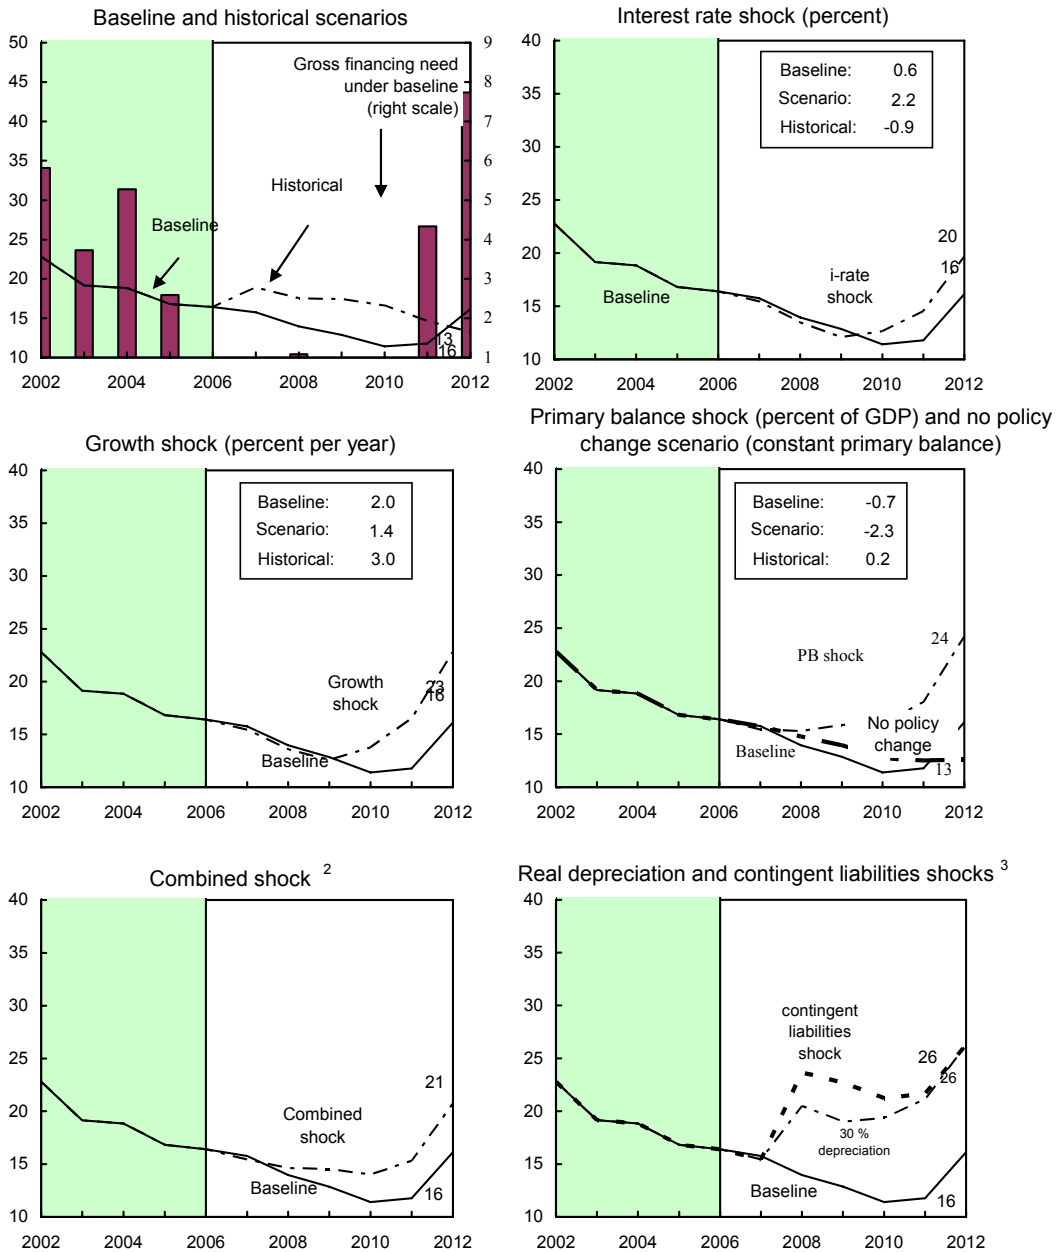 Baseline and historical scenarios
50
45
40
35
30
25
20
15
10
9
8
7
6
5
4
3
2
1
Gross financing need
under baseline
(right scale)
Historical
Baseline
13
16
2002 2004 2006 2008 2010 2012
Interest rate shock (percent)
40
35
30
25
20
15
10
Baseline: 0.6
Scenario: 2.2
Historical: -0.9
20
16
i-rate
shock
Baseline
2002 2004 2006 2008 2010 2012
Growth shock (percent per year)
40
35
30
25
20
15
10
Baseline: 2.0
Scenario: 1.4
Historical: 3.0
Growth
shock
23
16
Baseline
2002 2004 2006 2008 2010 2012
Primary balance shock (percent of GDP) and no policy
change scenario (constant primary balance)
40
35
30
25
20
15
10
Baseline: -0.7
Scenario: -2.3
Historical: 0.2
24
PB shock
No policy
change
Baseline
13
2002 2004 2006 2008 2010 2012
Combined shock 2
40
35
30
25
20
15
10
21
Combined
shock
Baseline
16
2002 2004 2006 2008 2010 2012
Real depreciation and contingent liabilities shocks 3
40
35
30
25
20
15
10
contingent
liabilities
shock
26
26
30 %
depreciation
Baseline
16
2002 2004 2006 2008 2010 2012